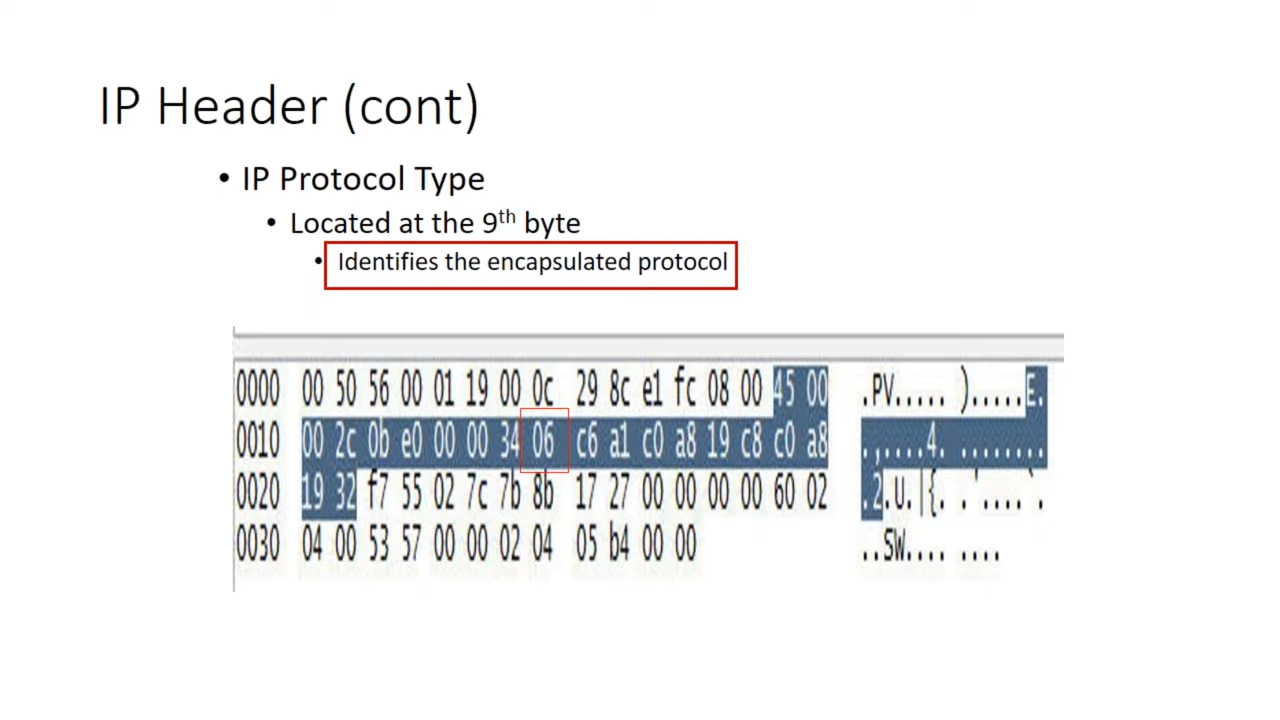 IP Header (cont)
• IP Protocol Type
• Located at the 9th byte
• Identifies the encapsulated protocol
0000 00 50 56 00 01 19 00 0c 29 8c e1 fc 08 00 45 00 .PV..... ).....E.
0010 00 2c 0b e0 00 00 34 06 c6 a1 c0 a8 19 c8 c0 a8 .,....4. ........
0020 19 32 f7 55 02 7c 7b 8b 17 27 00 00 00 00 60 02 .2.U.|{. .'....`.
0030 04 00 53 57 00 00 02 04 05 b4 00 00 ..SW.... ....